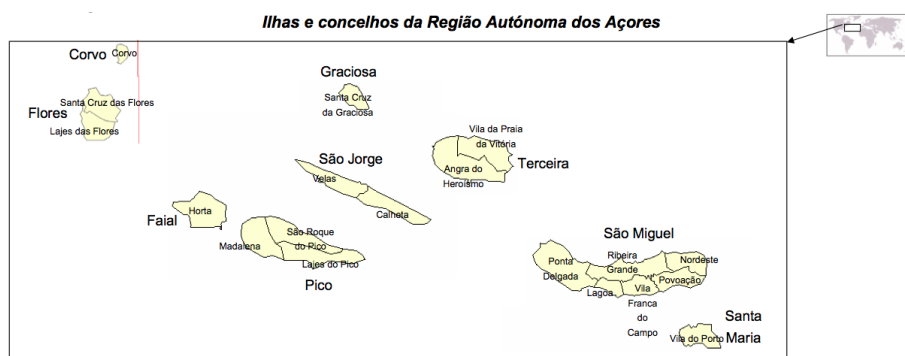 Ilhas e concelhos da Região Autónoma dos Açores
Corvo
Corvo
Flores
Santa Cruz das Flores
Lajes das Flores
Graciosa
Santa Cruz
da Graciosa
São Jorge
Velas
Calheta
Vila da Praia
da Vitória
Angra do
Heroísmo
Terceira
Faial
Horta
Madalena
São Roque
do Pico
Lajes do Pico
Pico
São Miguel
Ponta
Delgada
Ribeira
Grande
Nordeste
Lagoa
Vila
Franca
do
Campo
Povoação
Santa
Maria
Vila do Porto